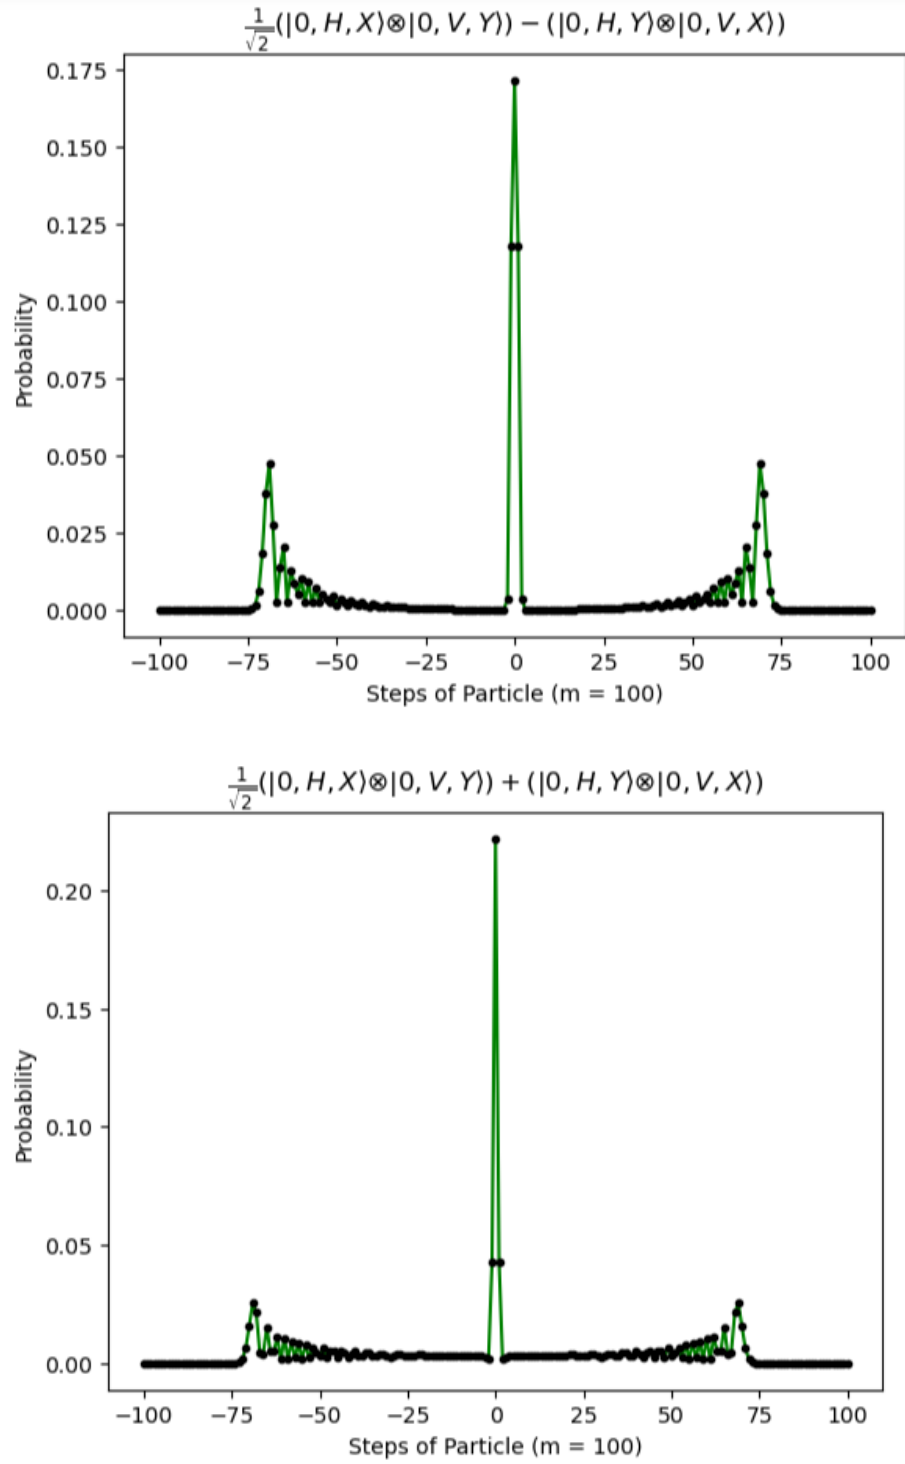 1/√2(|0, H, X⟩⊗|0, V, Y⟩) − (|0, H, Y⟩⊗|0, V, X⟩)
0.175
0.150
0.125
0.100
0.075
0.050
0.025
0.000
Probability
−100 −75 −50 −25 0 25 50 75 100
Steps of Particle (m = 100)
1/√2(|0, H, X⟩⊗|0, V, Y⟩) + (|0, H, Y⟩⊗|0, V, X⟩)
0.20
0.15
0.10
0.05
0.00
Probability
−100 −75 −50 −25 0 25 50 75 100
Steps of Particle (m = 100)